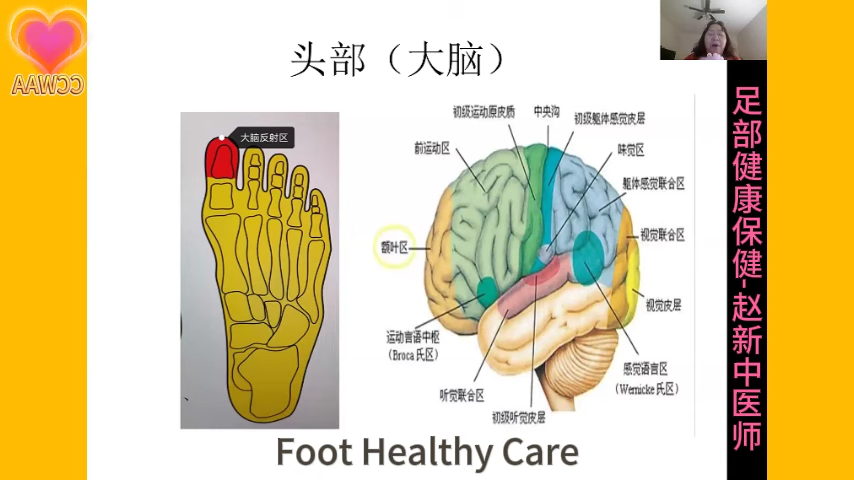 头部（大脑）
CCWAA
大脑反射区
初级运动原皮质
中央沟
初级躯体感觉皮层
前运动区
味觉区
躯体感觉联合区
额叶区
视觉联合区
视觉皮层
运动言语中枢
（Broca 氏区）
感觉语言区
（Wernicke 氏区）
听觉联合区
初级听觉皮层
Foot Healthy Care
足部健康保健-赵新中医师